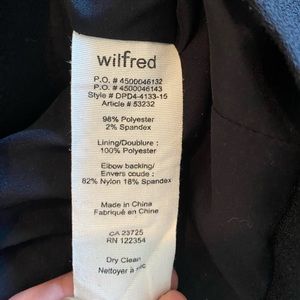 wilfred
P.O. # 4500046132
P.O. # 4500046143
Style # DPD4-4133-15
Article # 53232
98% Polyester
2% Spandex
Lining/Doublure :
100% Polyester
Elbow backing/
Envers coude :
82% Nylon 18% Spandex
Made in China
Fabriqué en Chine
CA 23725
RN 122354
Dry Clean
Nettoyer à sec